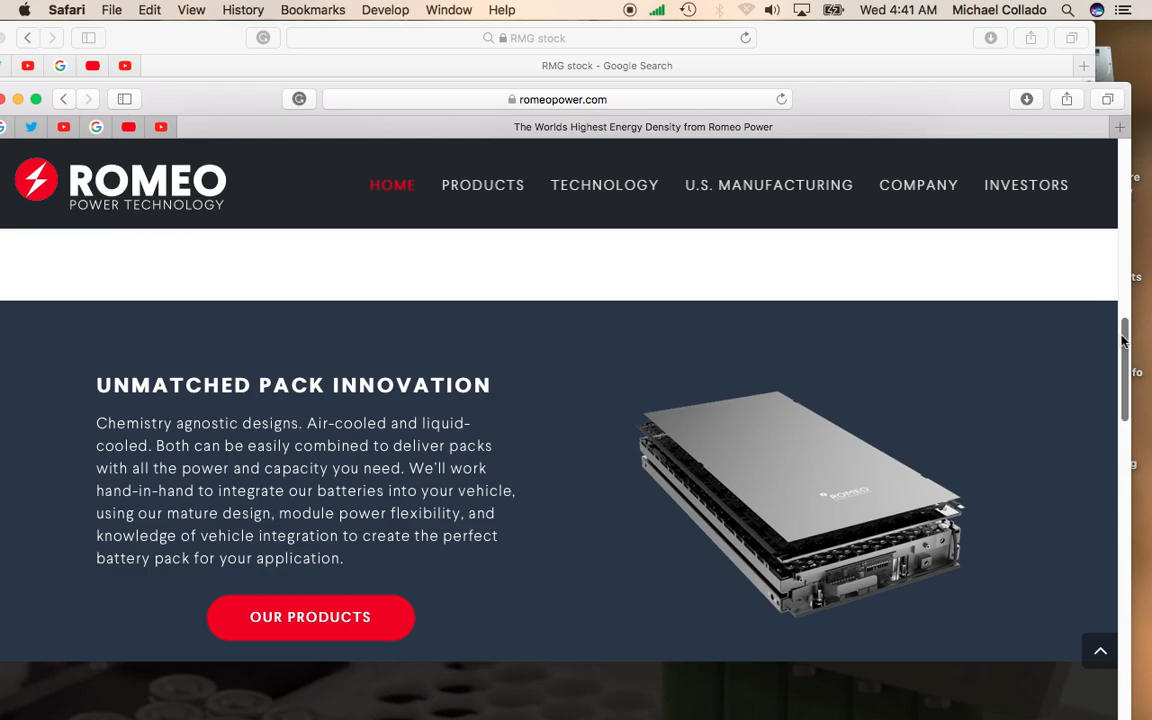 Safari File Edit View History Bookmarks Develop Window Help Wed 4:41 AM Michael Collado
RMG stock
RMG stock - Google Search
romeopower.com
The Worlds Highest Energy Density from Romeo Power
ROMEO
POWER TECHNOLOGY
HOME PRODUCTS TECHNOLOGY U.S. MANUFACTURING COMPANY INVESTORS
UNMATCHED PACK INNOVATION
Chemistry agnostic designs. Air-cooled and liquid-
cooled. Both can be easily combined to deliver packs
with all the power and capacity you need. We'll work
hand-in-hand to integrate our batteries into your vehicle,
using our mature design, module power flexibility, and
knowledge of vehicle integration to create the perfect
battery pack for your application.
OUR PRODUCTS
ROMEO